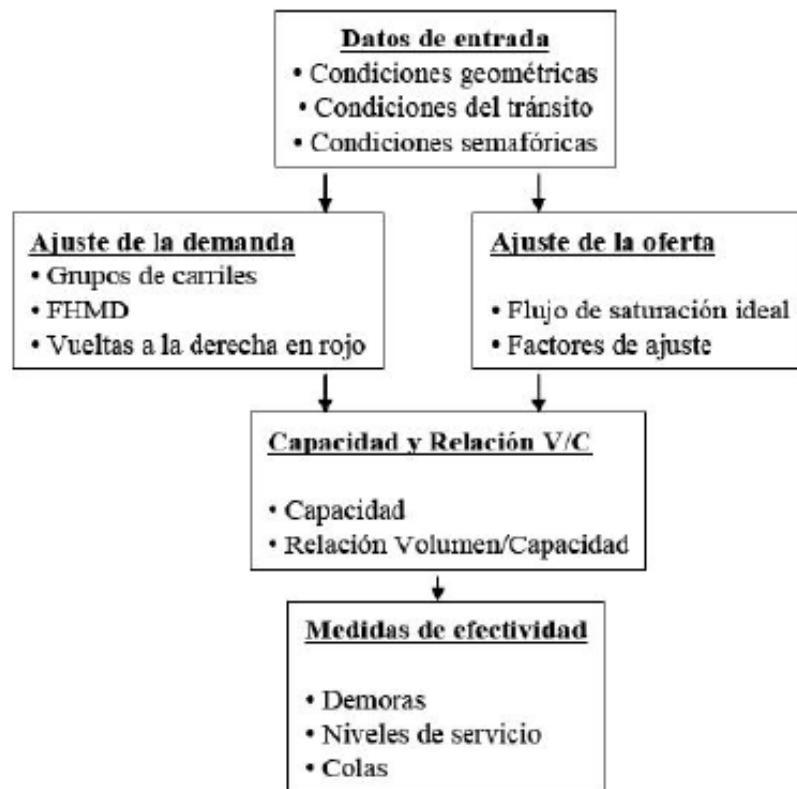 Datos de entrada
• Condiciones geométricas
• Condiciones del tránsito
• Condiciones semafóricas
Ajuste de la demanda
• Grupos de carriles
• FHMD
• Vueltas a la derecha en rojo
Ajuste de la oferta
• Flujo de saturación ideal
• Factores de ajuste
Capacidad y Relación V/C
• Capacidad
• Relación Volumen/Capacidad
Medidas de efectividad
• Demoras
• Niveles de servicio
• Colas